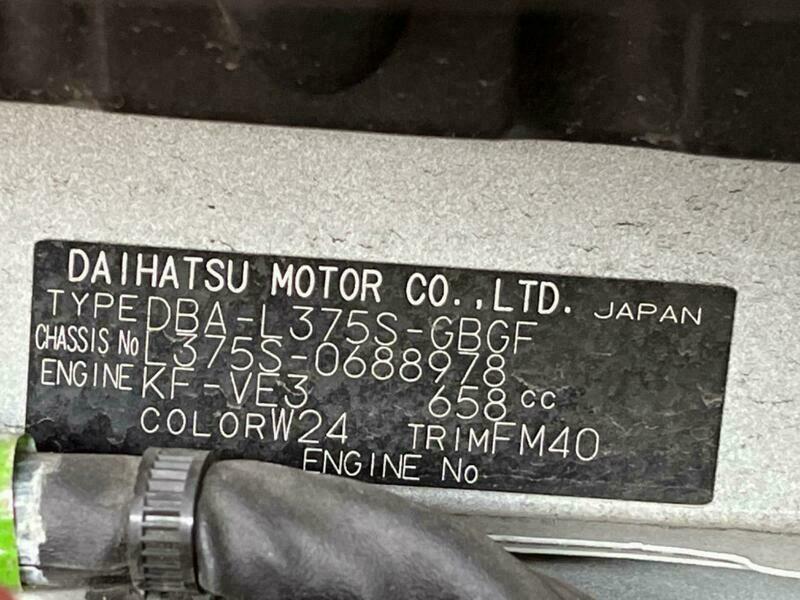 DAIHATSU MOTOR CO.,LTD. JAPAN
TYPE DBA-L375S-GBGF
CHASSIS No L375S-0688978
ENGINE KF-VE3 658 cc
COLOR W24 TRIM FM40
ENGINE No